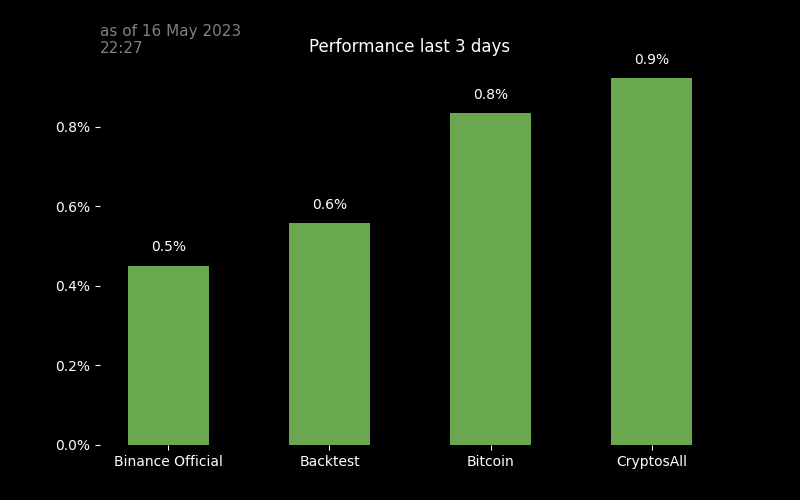 as of 16 May 2023
22:27
Performance last 3 days
0.9%
0.8%
0.6%
0.5%
0.8%
0.6%
0.4%
0.2%
0.0%
Binance Official
Backtest
Bitcoin
CryptosAll